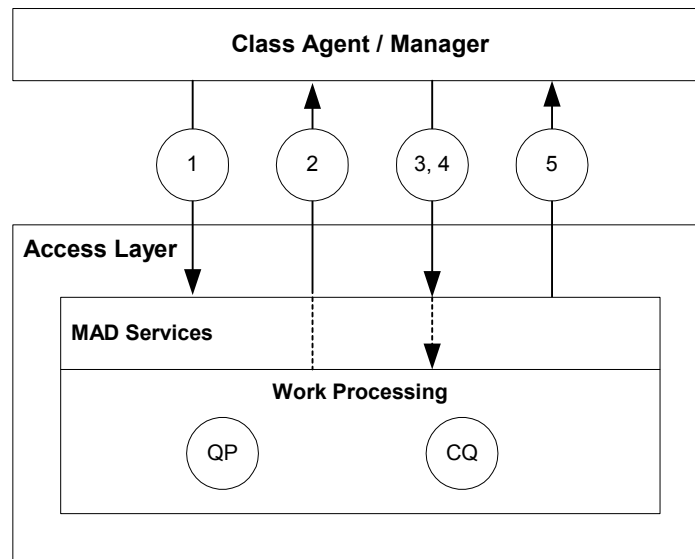 Class Agent / Manager
1
2
3, 4
5
Access Layer
MAD Services
Work Processing
QP
CQ